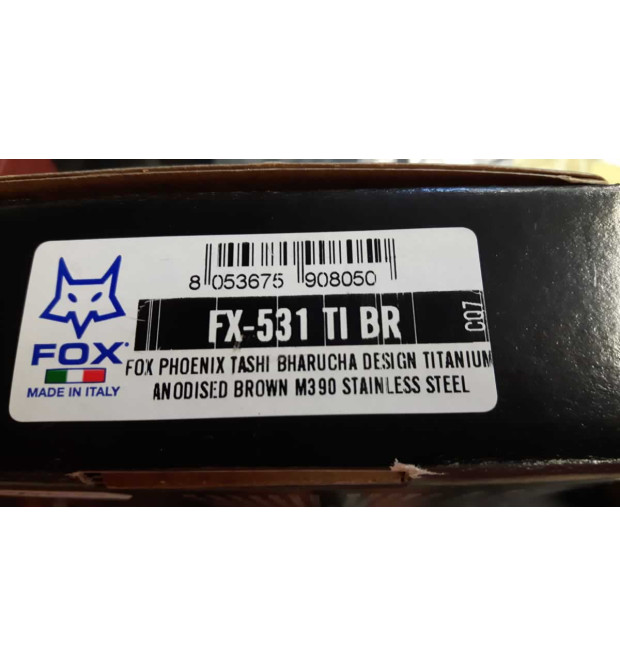 8 053675 908050
FX-531 TI BR
CQ7
FOX
MADE IN ITALY
FOX PHOENIX TASHI BHARUCHA DESIGN TITANIUM
ANODISED BROWN M390 STAINLESS STEEL